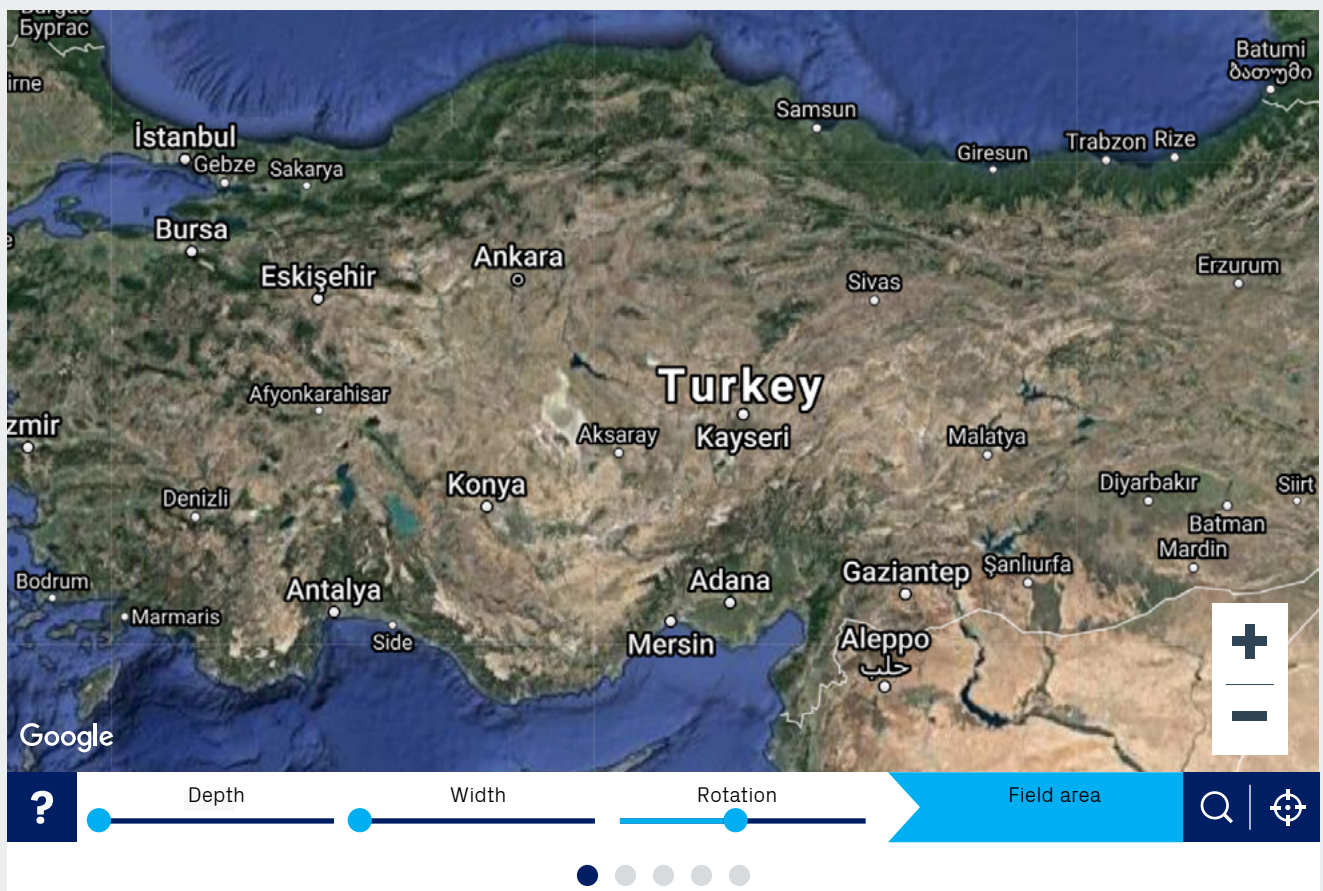 Бургас
Batumi
ბათუმი
irne
Samsun
İstanbul
Trabzon Rize
Gebze Sakarya
Giresun
Bursa
Ankara
Eskişehir
Erzurum
Sivas
Turkey
Afyonkarahisar
zmir
Aksaray Kayseri Malatya
Konya
Diyarbakır Siirt
Denizli
Batman
Mardin
Bodrum
Antalya
Adana
Gaziantep Şanlıurfa
Marmaris
Side
Mersin
Aleppo
حلب
Google
+
−
? Depth Width Rotation Field area